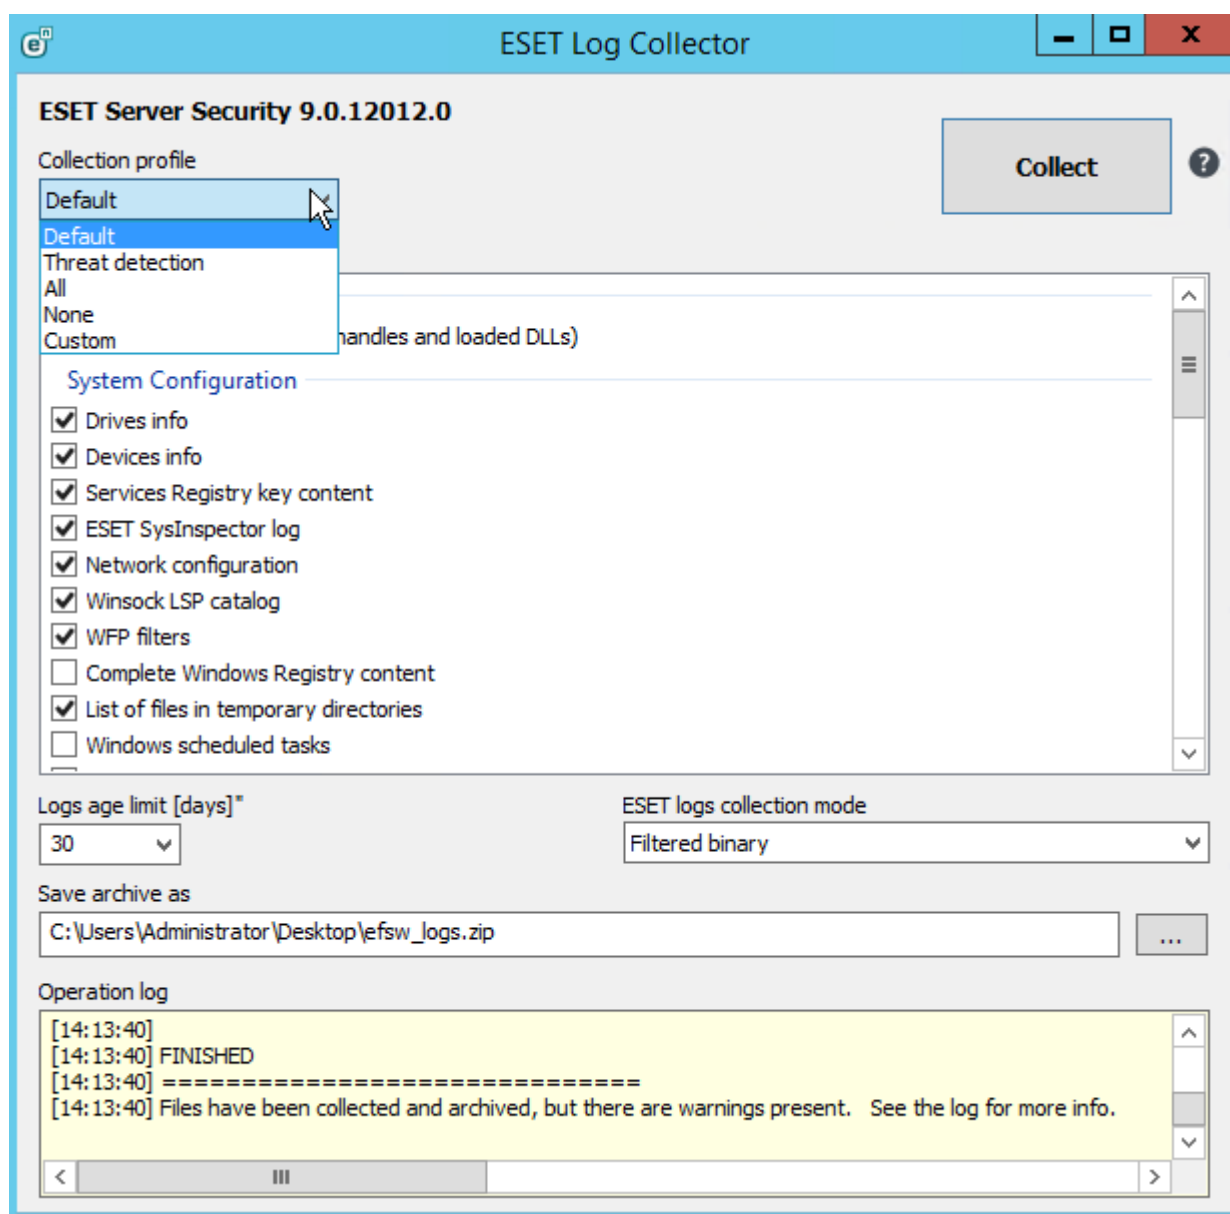 en
ESET Log Collector
ESET Server Security 9.0.12012.0
Collection profile
Collect
?
Default
Default
Threat detection
All
None
Custom
handles and loaded DLLs)
System Configuration
Drives info
Devices info
Services Registry key content
ESET SysInspector log
Network configuration
Winsock LSP catalog
WFP filters
Complete Windows Registry content
List of files in temporary directories
Windows scheduled tasks
Logs age limit [days]"
ESET logs collection mode
30
Filtered binary
Save archive as
C:\Users\Administrator\Desktop\efsw_logs.zip
...
Operation log
[14:13:40]
[14:13:40] FINISHED
[14:13:40] ==============================
[14:13:40] Files have been collected and archived, but there are warnings present.   See the log for more info.